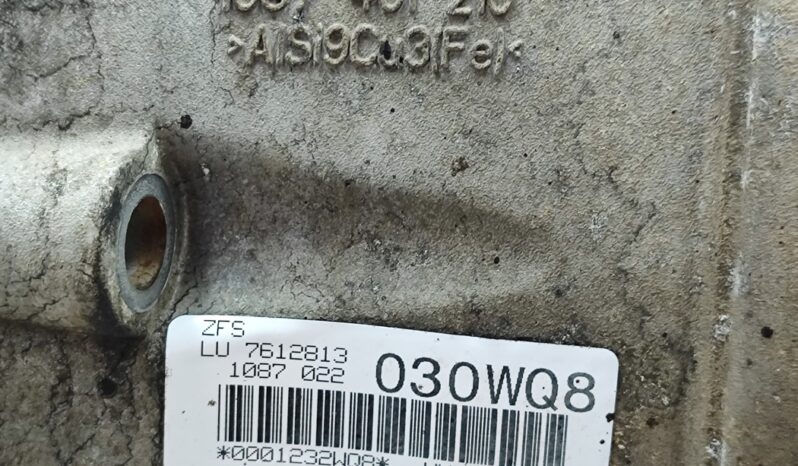 >AlSi9Cu3(Fe)<
ZFS
LU 7612813
1087 022
030WQ8
*0001232WQ8*